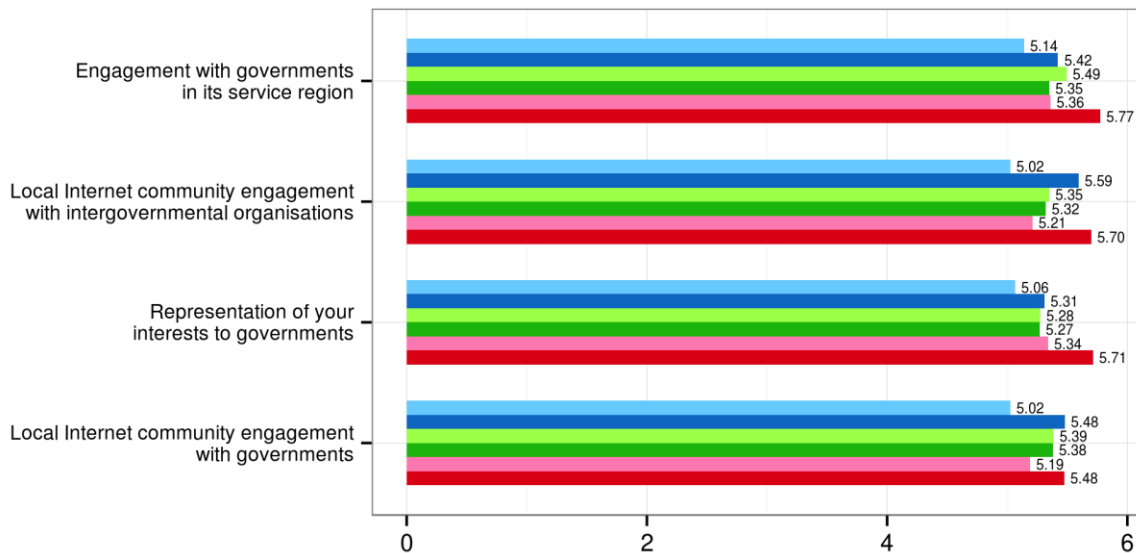 5.14
5.42
5.49
Engagement with governments
in its service region
5.35
5.36
5.77
5.02
5.59
Local Internet community engagement
with intergovernmental organisations
5.35
5.32
5.21
5.70
5.06
5.31
Representation of your
interests to governments
5.28
5.27
5.34
5.71
5.02
5.48
Local Internet community engagement
with governments
5.39
5.38
5.19
5.48
0 2 4 6